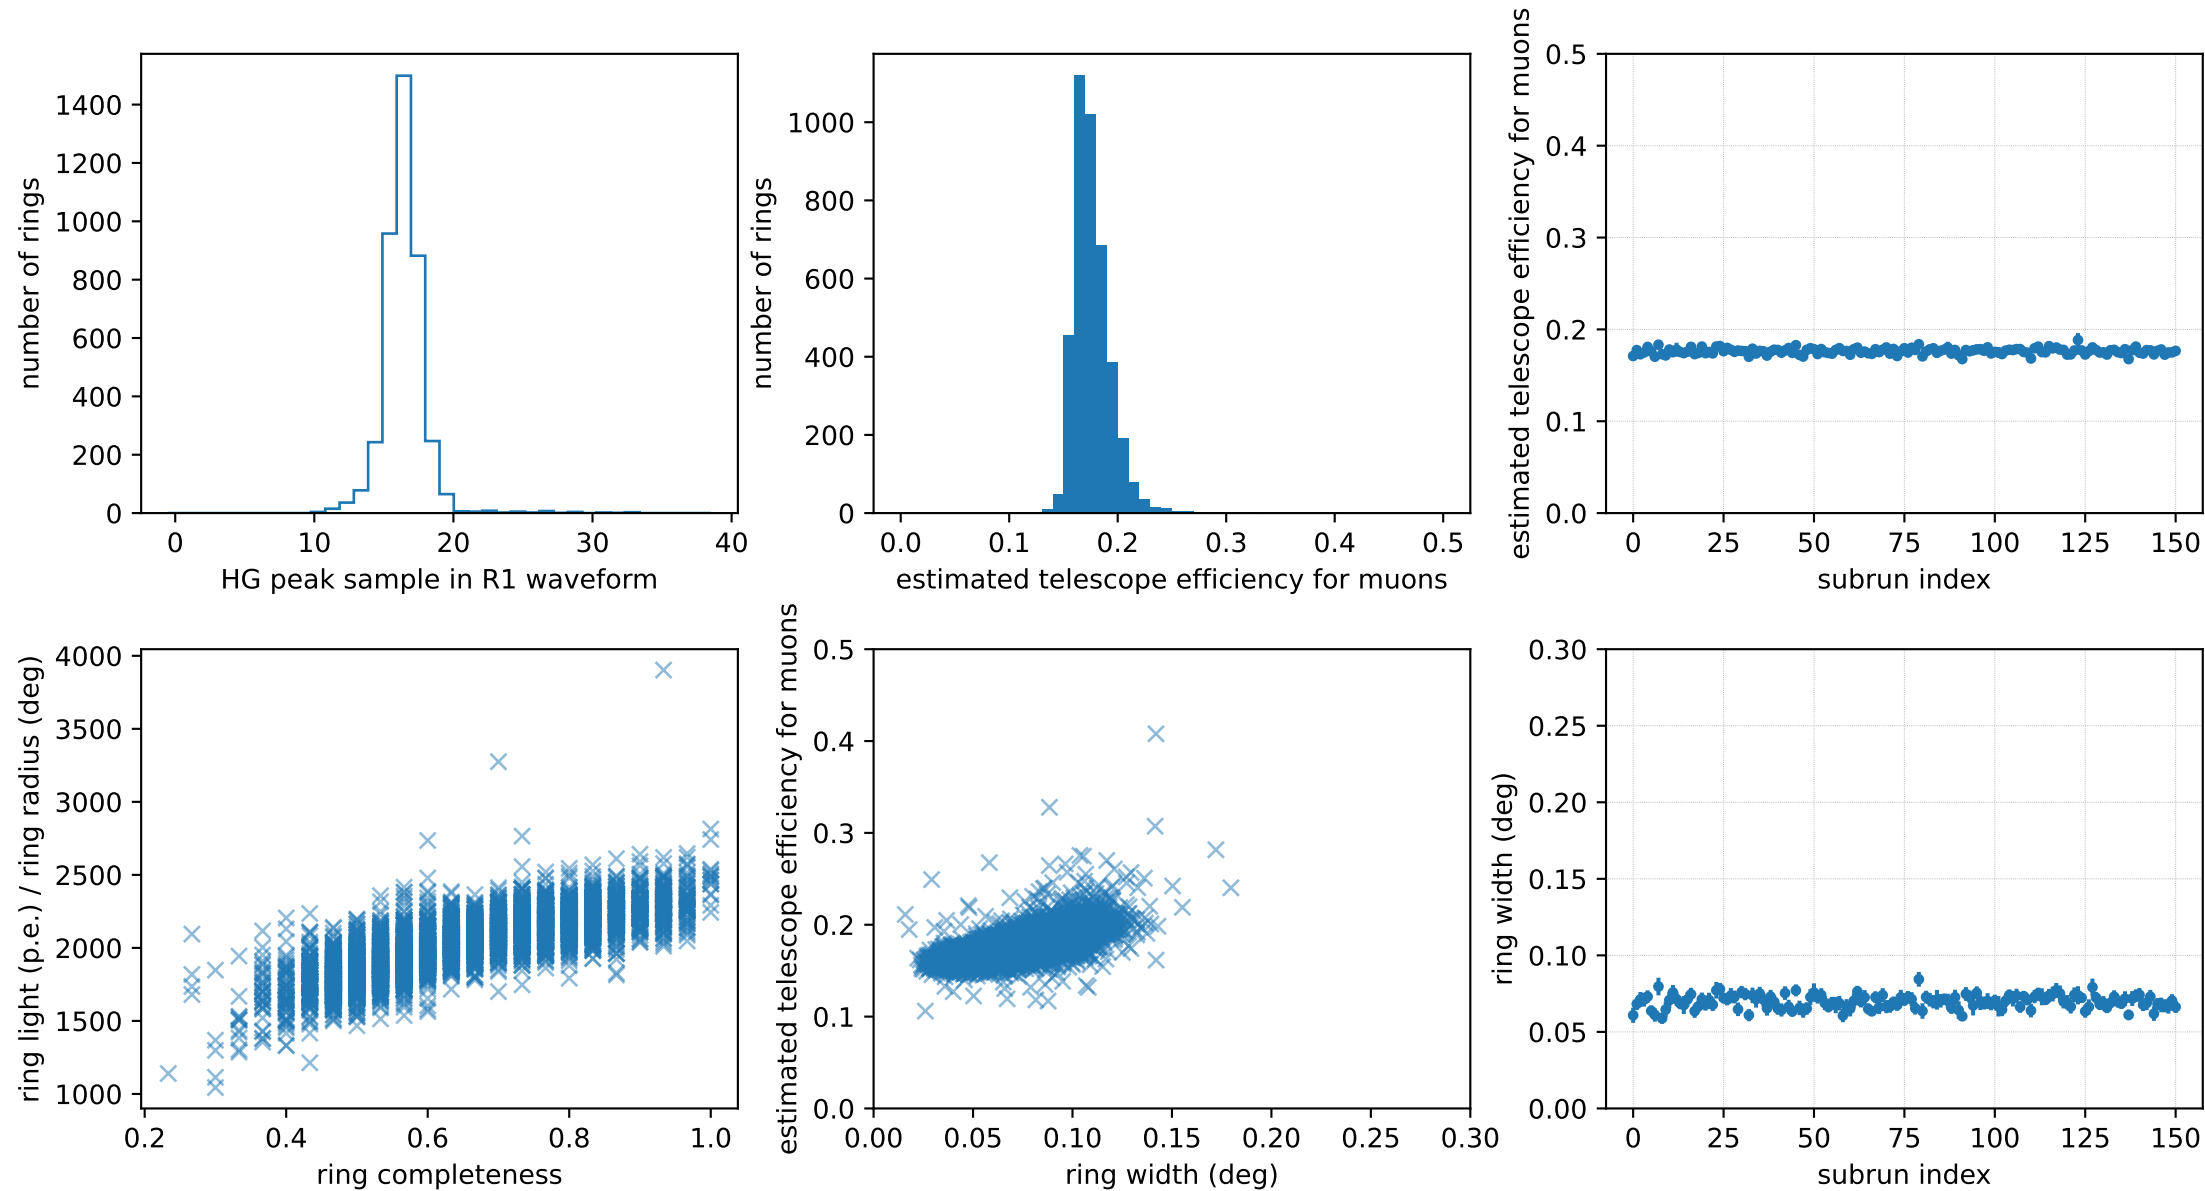 number of rings
1400
1200
1000
800
600
400
200
0
0 10 20 30 40
HG peak sample in R1 waveform
number of rings
1000
800
600
400
200
0
0.0 0.1 0.2 0.3 0.4 0.5
estimated telescope efficiency for muons
estimated telescope efficiency for muons
0.5
0.4
0.3
0.2
0.1
0.0
0 25 50 75 100 125 150
subrun index
ring light (p.e.) / ring radius (deg)
4000
3500
3000
2500
2000
1500
1000
0.2 0.4 0.6 0.8 1.0
ring completeness
estimated telescope efficiency for muons
0.5
0.4
0.3
0.2
0.1
0.0
0.00 0.05 0.10 0.15 0.20 0.25 0.30
ring width (deg)
ring width (deg)
0.30
0.25
0.20
0.15
0.10
0.05
0.00
0 25 50 75 100 125 150
subrun index